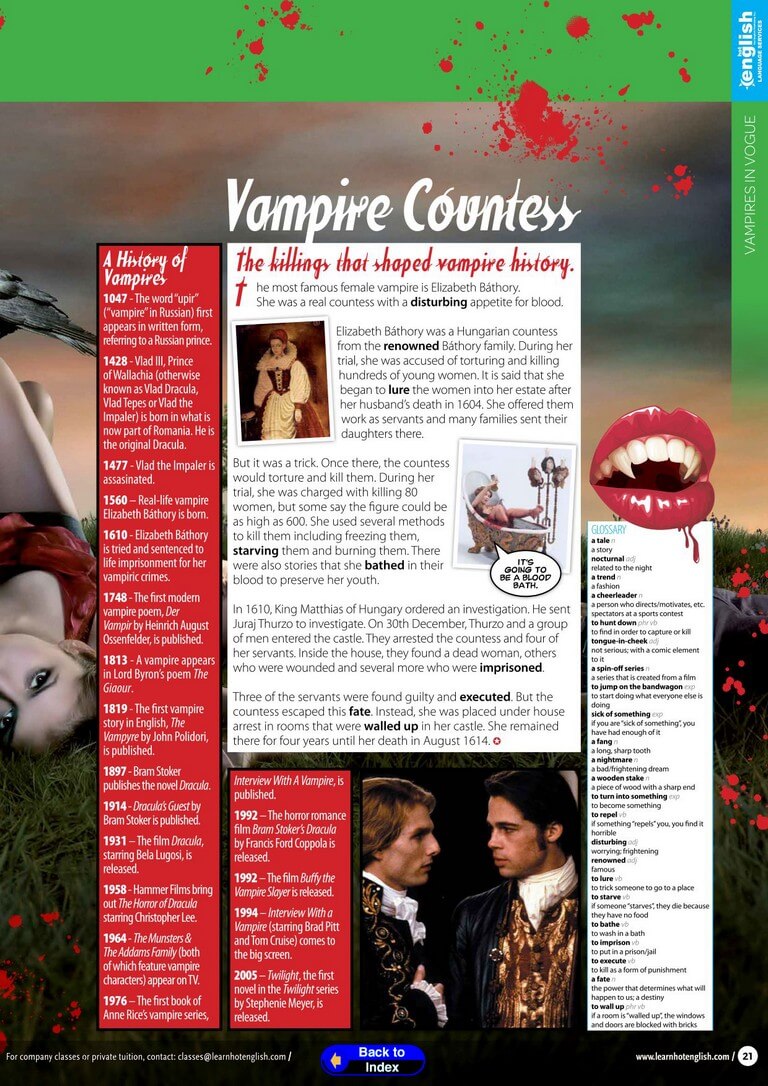 hot
english
LANGUAGE SERVICES
VAMPIRES IN VOGUE
Vampire Countess
A History of
Vampires
1047 - The word “upir”
(“vampire” in Russian) first
appears in written form,
referring to a Russian prince.
1428 - Vlad III, Prince
of Wallachia (otherwise
known as Vlad Dracula,
Vlad Tepes or Vlad the
Impaler) is born in what is
now part of Romania. He is
the original Dracula.
1477 - Vlad the Impaler is
assasinated.
1560 – Real-life vampire
Elizabeth Báthory is born.
1610 - Elizabeth Báthory
is tried and sentenced to
life imprisonment for her
vampiric crimes.
1748 - The first modern
vampire poem, Der
Vampir by Heinrich August
Ossenfelder, is published.
1813 - A vampire appears
in Lord Byron’s poem The
Giaour.
1819 - The first vampire
story in English, The
Vampyre by John Polidori,
is published.
1897 - Bram Stoker
publishes the novel Dracula.
1914 - Dracula’s Guest by
Bram Stoker is published.
1931 - The film Dracula,
starring Bela Lugosi, is
released.
1958 - Hammer Films bring
out The Horror of Dracula
starring Christopher Lee.
1964 - The Munsters &
The Addams Family (both
of which feature vampire
characters) appear on TV.
1976 – The first book of
Anne Rice’s vampire series,
Interview With A Vampire, is
published.
1992 – The horror romance
film Bram Stoker’s Dracula
by Francis Ford Coppola is
released.
1992 – The film Buffy the
Vampire Slayer is released.
1994 – Interview With a
Vampire (starring Brad Pitt
and Tom Cruise) comes to
the big screen.
2005 – Twilight, the first
novel in the Twilight series
by Stephenie Meyer, is
released.
The killings that shaped vampire history.
The most famous female vampire is Elizabeth Báthory.
She was a real countess with a disturbing appetite for blood.
Elizabeth Báthory was a Hungarian countess
from the renowned Báthory family. During her
trial, she was accused of torturing and killing
hundreds of young women. It is said that she
began to lure the women into her estate after
her husband’s death in 1604. She offered them
work as servants and many families sent their
daughters there.
But it was a trick. Once there, the countess
would torture and kill them. During her
trial, she was charged with killing 80
women, but some say the figure could be
as high as 600. She used several methods
to kill them including freezing them,
starving them and burning them. There
were also stories that she bathed in their
blood to preserve her youth.
IT'S
GOING TO
BE A BLOOD
BATH.
In 1610, King Matthias of Hungary ordered an investigation. He sent
Juraj Thurzo to investigate. On 30th December, Thurzo and a group
of men entered the castle. They arrested the countess and four of
her servants. Inside the house, they found a dead woman, others
who were wounded and several more who were imprisoned.
Three of the servants were found guilty and executed. But the
countess escaped this fate. Instead, she was placed under house
arrest in rooms that were walled up in her castle. She remained
there for four years until her death in August 1614.
GLOSSARY
a tale n
a story
nocturnal adj
related to the night
a trend n
a fashion
a cheerleader n
a person who directs/motivates, etc.
spectators at a sports contest
to hunt down phr vb
to find in order to capture or kill
tongue-in-cheek adj
not serious; with a comic element
to it
a spin-off series n
a series that is created from a film
to jump on the bandwagon exp
to start doing what everyone else is
doing
sick of something exp
if you are “sick of something”, you
have had enough of it
a fang n
a long, sharp tooth
a nightmare n
a bad/frightening dream
a wooden stake n
a piece of wood with a sharp end
to turn into something exp
to become something
to repel vb
if something “repels” you, you find it
horrible
disturbing adj
worrying; frightening
renowned adj
famous
to lure vb
to trick someone to go to a place
to starve vb
if someone “starves”, they die because
they have no food
to bathe vb
to wash in a bath
to imprison vb
to put in a prison/jail
to execute vb
to kill as a form of punishment
a fate n
the power that determines what will
happen to us; a destiny
to wall up phr vb
if a room is “walled up”, the windows
and doors are blocked with bricks
For company classes or private tuition, contact: classes@learnhotenglish.com /
Back to
Index
www.learnhotenglish.com / 21